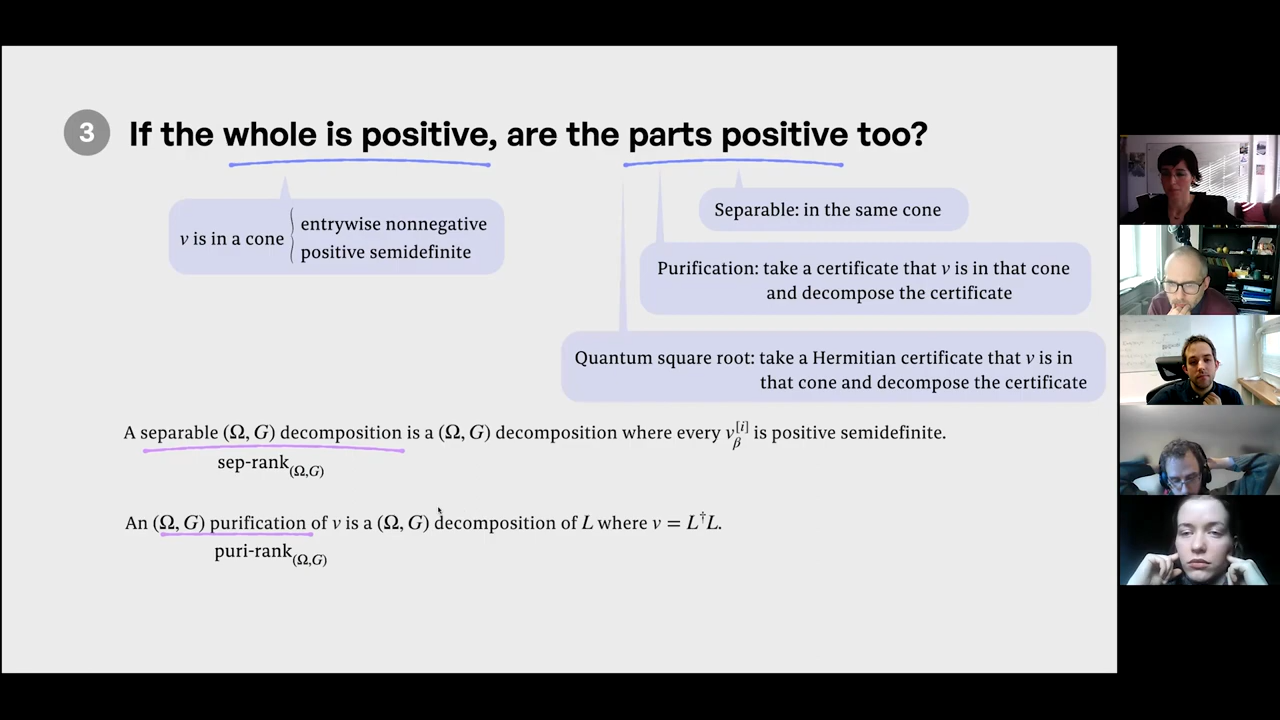 3 If the whole is positive, are the parts positive too?
v is in a cone { entrywise nonnegative
positive semidefinite
Separable: in the same cone
Purification: take a certificate that v is in that cone
and decompose the certificate
Quantum square root: take a Hermitian certificate that v is in
that cone and decompose the certificate
A separable (Ω, G) decomposition is a (Ω, G) decomposition where every v_β^[i] is positive semidefinite.
sep-rank_(Ω,G)
An (Ω, G) purification of v is a (Ω, G) decomposition of L where v = L†L.
puri-rank_(Ω,G)